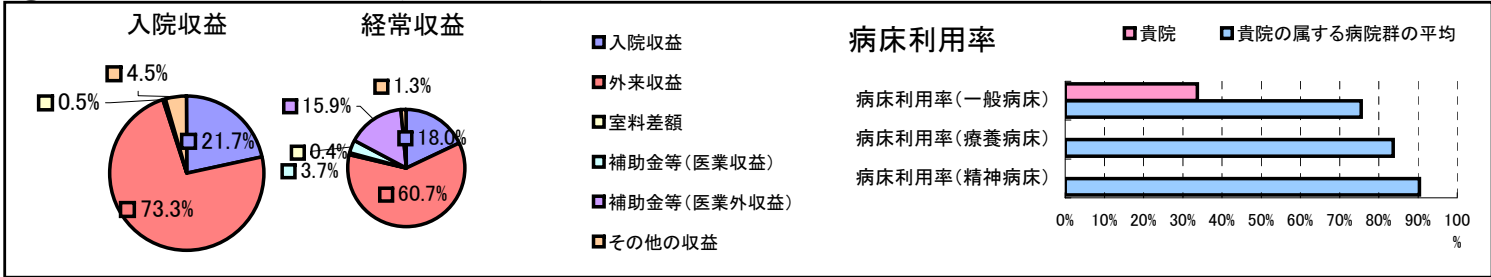 入院収益
4.5%
0.5%
21.7%
73.3%
経常収益
1.3%
15.9%
18.0%
0.4%
3.7%
60.7%
入院収益
外来収益
室料差額
補助金等(医業収益)
補助金等(医業外収益)
その他の収益
病床利用率
貴院
貴院の属する病院群の平均
病床利用率(一般病床)
病床利用率(療養病床)
病床利用率(精神病床)
0% 10% 20% 30% 40% 50% 60% 70% 80% 90% 100
%